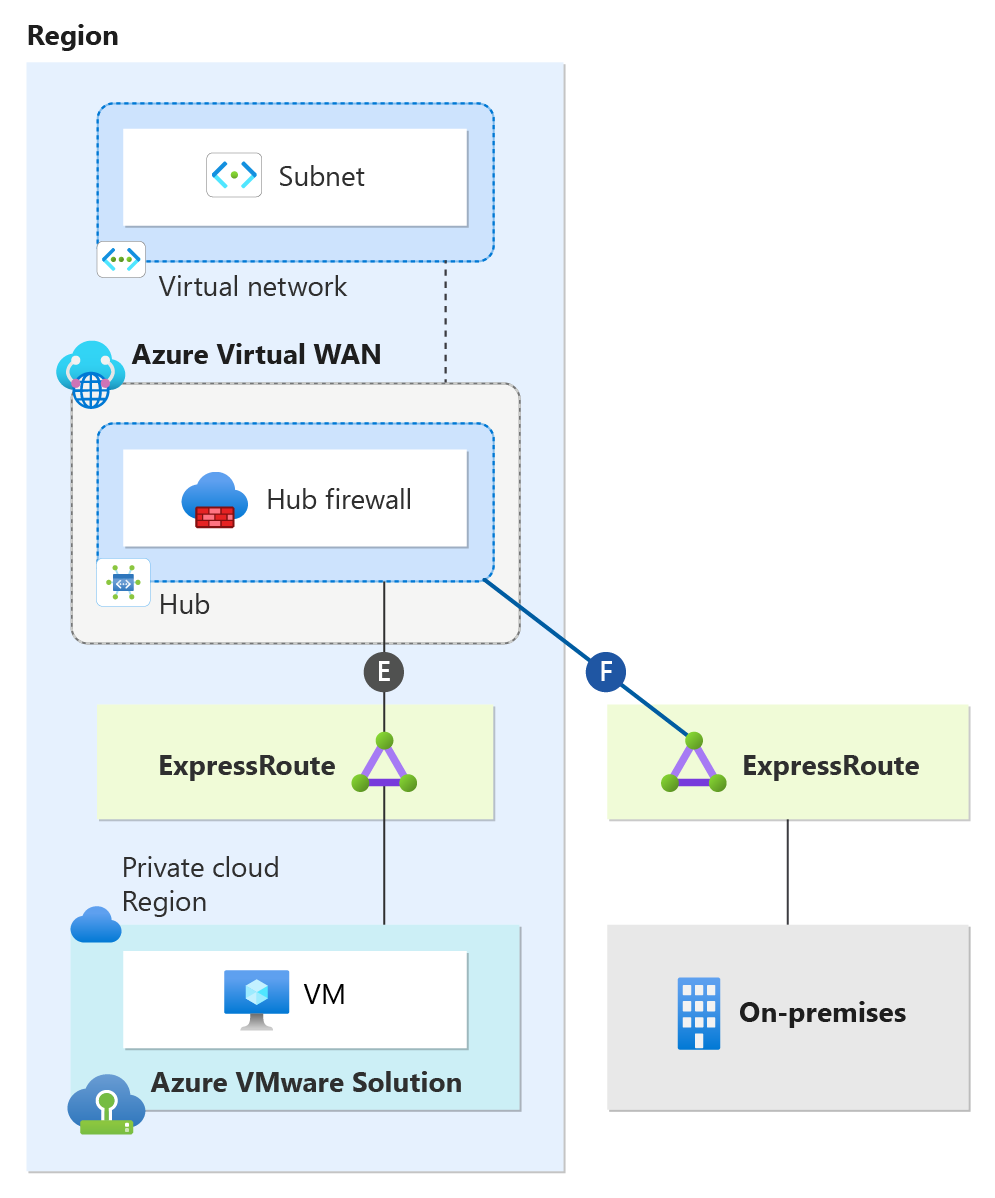 Region
Subnet
Virtual network
Azure Virtual WAN
Hub firewall
Hub
E
F
ExpressRoute
ExpressRoute
Private cloud
Region
VM
On-premises
Azure VMware Solution